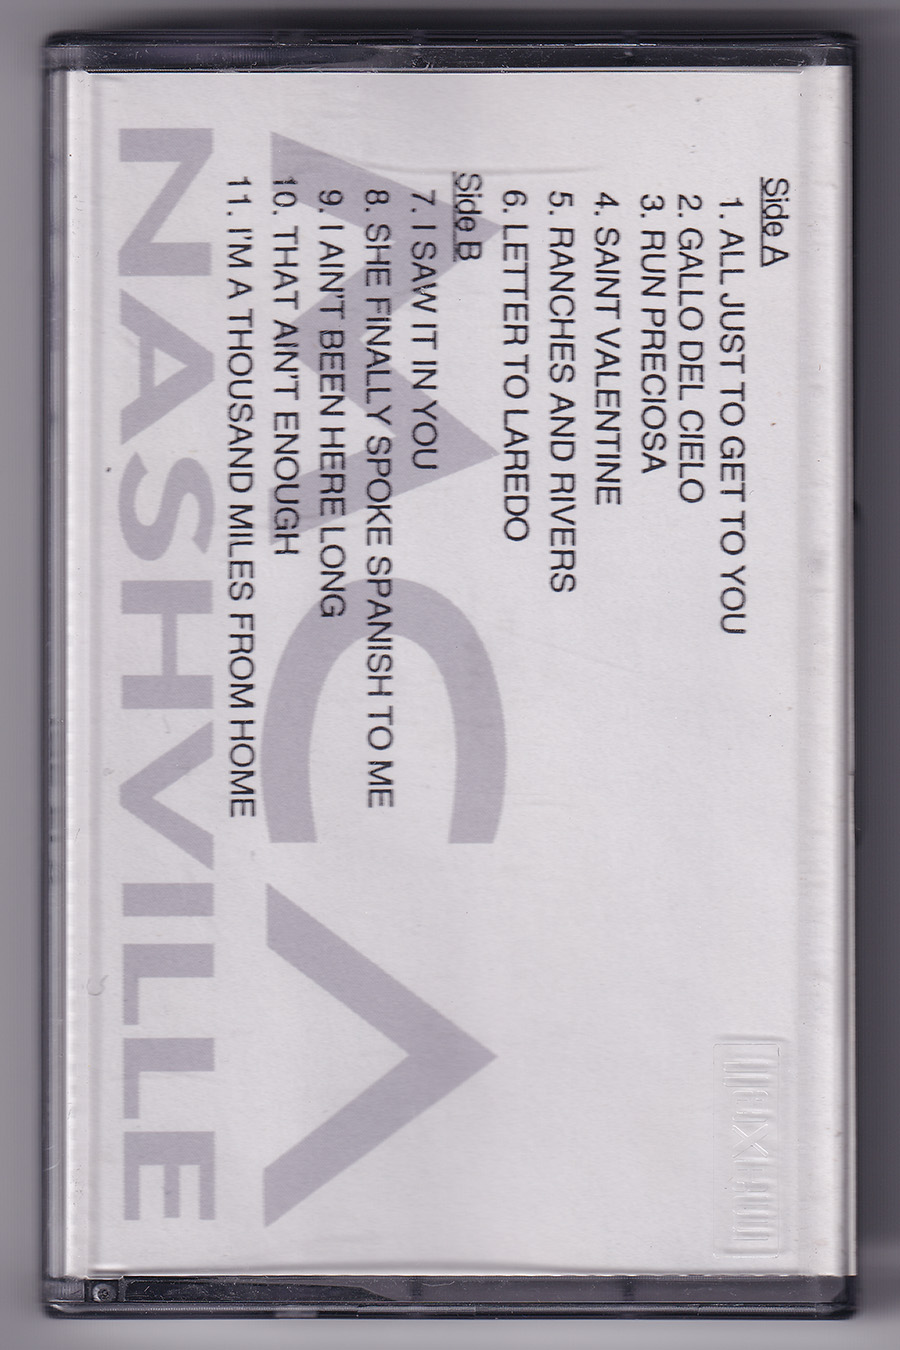 Side A
1. ALL JUST TO GET TO YOU
2. GALLO DEL CIELO
3. RUN PRECIOSA
4. SAINT VALENTINE
5. RANCHES AND RIVERS
6. LETTER TO LAREDO
Side B
7. I SAW IT IN YOU
8. SHE FINALLY SPOKE SPANISH TO ME
9. I AIN'T BEEN HERE LONG
10. THAT AIN'T ENOUGH
11. I'M A THOUSAND MILES FROM HOME
MCA
NASHVILLE
maxell